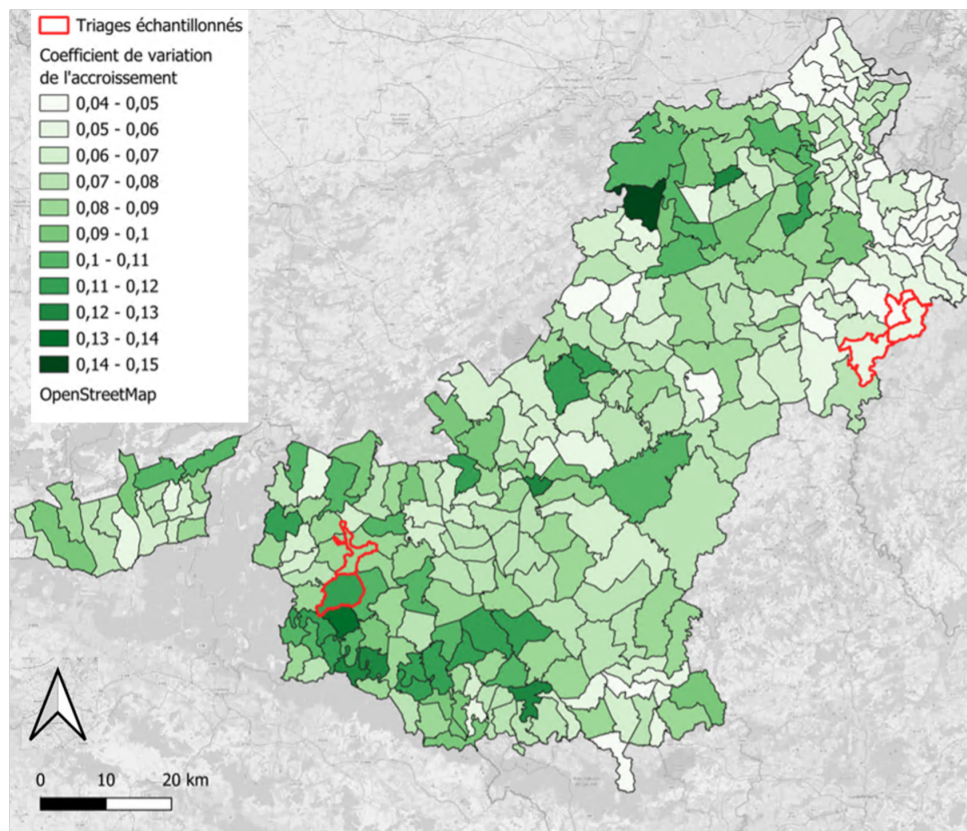 Triages échantillonnés
Coefficient de variation
de l'accroissement
0,04 - 0,05
0,05 - 0,06
0,06 - 0,07
0,07 - 0,08
0,08 - 0,09
0,09 - 0,1
0,1 - 0,11
0,11 - 0,12
0,12 - 0,13
0,13 - 0,14
0,14 - 0,15
OpenStreetMap
0 10 20 km